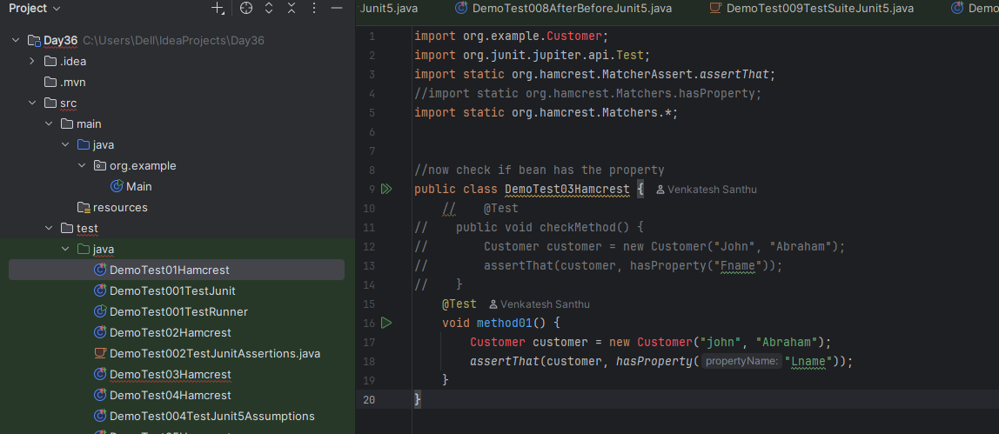 Project
Day36 C:\Users\Dell\IdeaProjects\Day36
.idea
.mvn
src
main
java
org.example
Main
resources
test
java
DemoTest01Hamcrest
DemoTest001TestJunit
DemoTest001TestRunner
DemoTest02Hamcrest
DemoTest002TestJunitAssertions.java
DemoTest03Hamcrest
DemoTest04Hamcrest
DemoTest004TestJunit5Assumptions
Junit5.java DemoTest008AfterBeforeJunit5.java DemoTest009TestSuiteJunit5.java Demo
1 import org.example.Customer;
2 import org.junit.jupiter.api.Test;
3 import static org.hamcrest.MatcherAssert.assertThat;
4 //import static org.hamcrest.Matchers.hasProperty;
5 import static org.hamcrest.Matchers.*;
6
7
8 //now check if bean has the property
9 public class DemoTest03Hamcrest { Venkatesh Santhu
10 // @Test
11 // public void checkMethod() {
12 // Customer customer = new Customer("John", "Abraham");
13 // assertThat(customer, hasProperty("Fname"));
14 // }
15 @Test Venkatesh Santhu
16 void method01() {
17 Customer customer = new Customer("john", "Abraham");
18 assertThat(customer, hasProperty( propertyName: "Lname"));
19 }
20 }